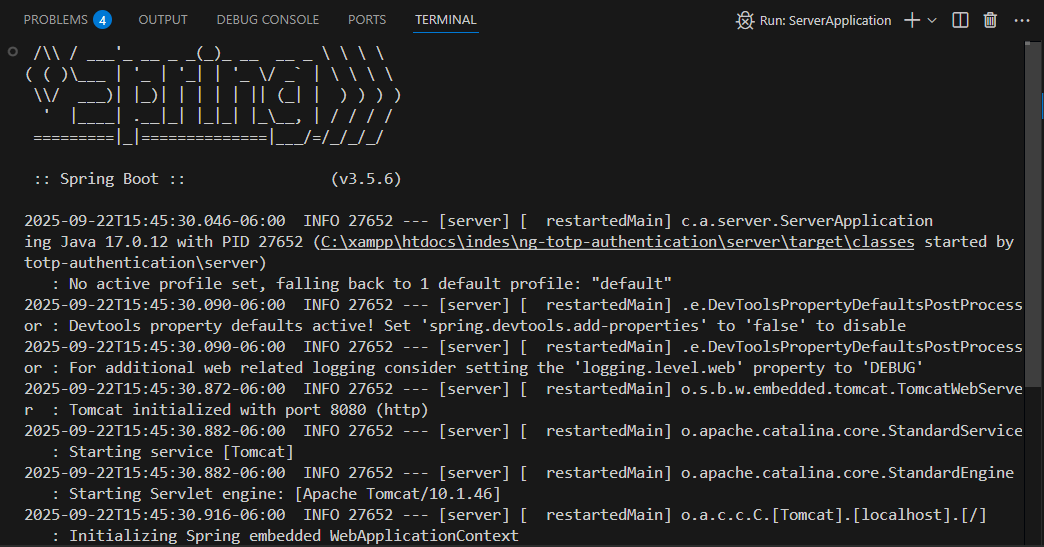 PROBLEMS 4 OUTPUT DEBUG CONSOLE PORTS TERMINAL Run: ServerApplication
 /\\ / ___'_ __ _ _(_)_ __  __ _ \ \ \ \
( ( )\___ | '_ | '_| | '_ \/ _` | \ \ \ \
 \\/  ___)| |_)| | | | | || (_| |  ) ) ) )
  '  |____| .__|_| |_|_| |_\__, | / / / /
 =========|_|==============|___/=/_/_/_/
 :: Spring Boot ::                (v3.5.6)
2025-09-22T15:45:30.046-06:00  INFO 27652 --- [server] [  restartedMain] c.a.server.ServerApplication
ing Java 17.0.12 with PID 27652 (C:\xampp\htdocs\indes\ng-totp-authentication\server\target\classes started by
totp-authentication\server)
   : No active profile set, falling back to 1 default profile: "default"
2025-09-22T15:45:30.090-06:00  INFO 27652 --- [server] [  restartedMain] .e.DevToolsPropertyDefaultsPostProcess
or : Devtools property defaults active! Set 'spring.devtools.add-properties' to 'false' to disable
2025-09-22T15:45:30.090-06:00  INFO 27652 --- [server] [  restartedMain] .e.DevToolsPropertyDefaultsPostProcess
or : For additional web related logging consider setting the 'logging.level.web' property to 'DEBUG'
2025-09-22T15:45:30.872-06:00  INFO 27652 --- [server] [  restartedMain] o.s.b.w.embedded.tomcat.TomcatWebServe
r  : Tomcat initialized with port 8080 (http)
2025-09-22T15:45:30.882-06:00  INFO 27652 --- [server] [  restartedMain] o.apache.catalina.core.StandardService
   : Starting service [Tomcat]
2025-09-22T15:45:30.882-06:00  INFO 27652 --- [server] [  restartedMain] o.apache.catalina.core.StandardEngine
   : Starting Servlet engine: [Apache Tomcat/10.1.46]
2025-09-22T15:45:30.916-06:00  INFO 27652 --- [server] [  restartedMain] o.a.c.c.C.[Tomcat].[localhost].[/]
   : Initializing Spring embedded WebApplicationContext